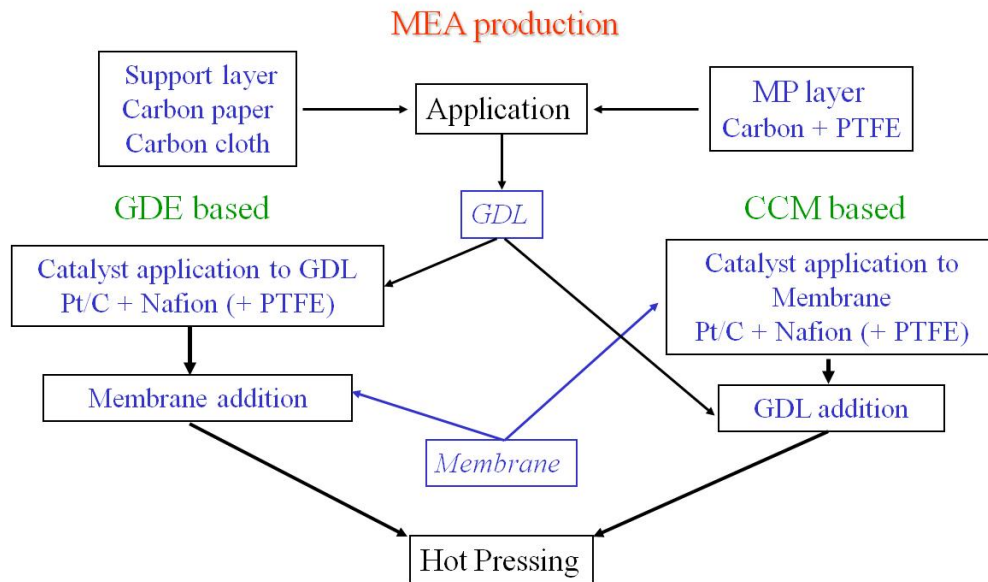 MEA production
Support layer
Carbon paper
Carbon cloth
Application
MP layer
Carbon + PTFE
GDE based
GDL
CCM based
Catalyst application to GDL
Pt/C + Nafion (+ PTFE)
Catalyst application to
Membrane
Pt/C + Nafion (+ PTFE)
Membrane addition
GDL addition
Membrane
Hot Pressing